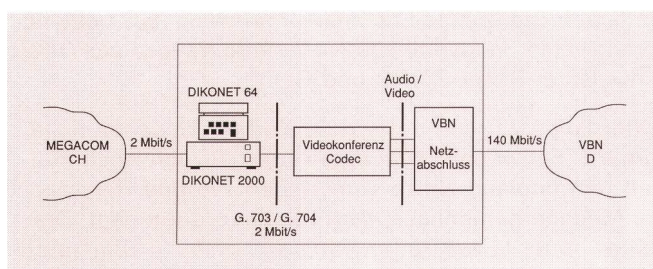 DIKONET 64
Audio /
Video
MEGACOM
CH
2 Mbit/s
DIKONET 2000
Videokonferenz
Codec
VBN
Netz-
abschluss
140 Mbit/s
VBN
D
G. 703 / G. 704
2 Mbit/s